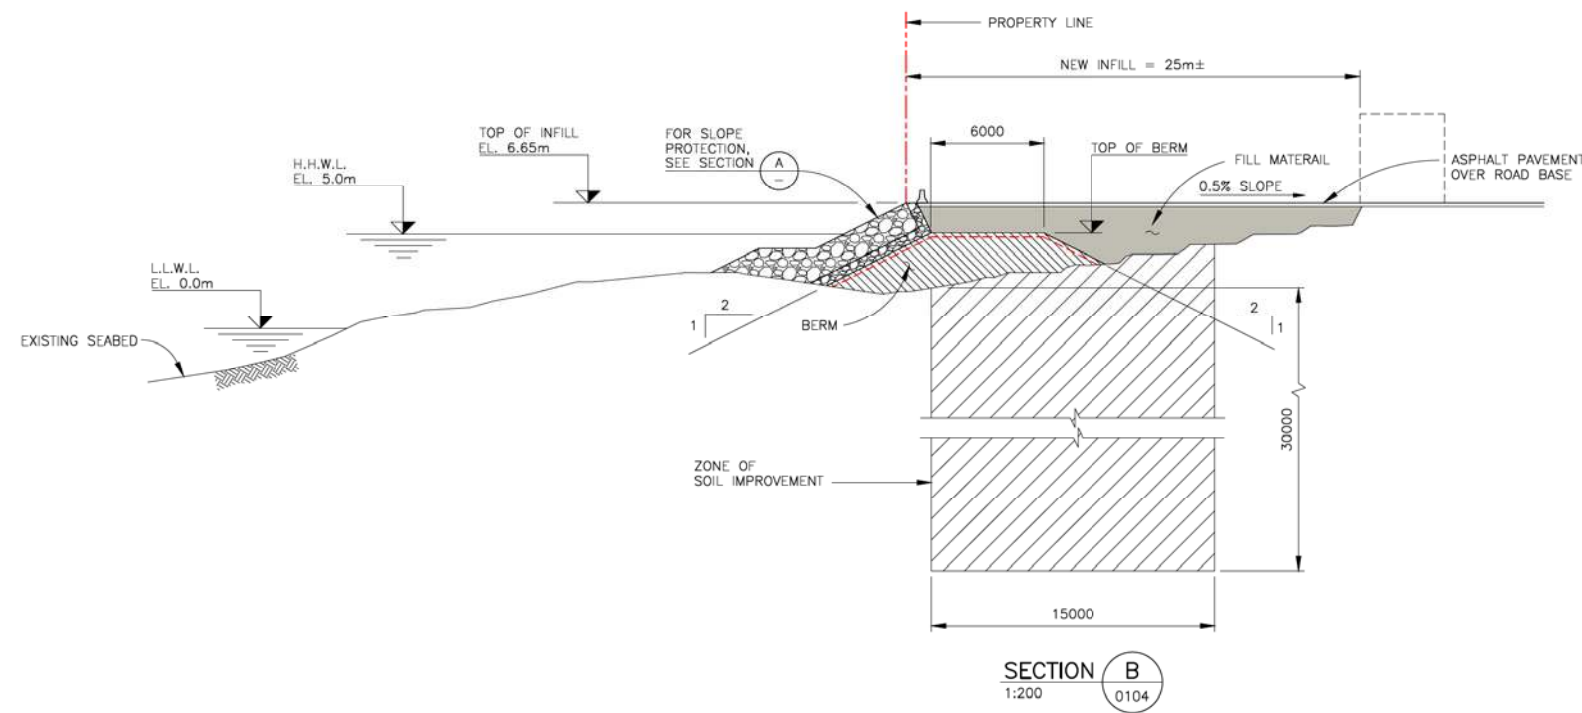 PROPERTY LINE
NEW INFILL = 25m±
TOP OF INFILL
EL. 6.65m
FOR SLOPE
PROTECTION,
SEE SECTION
A
–
6000
TOP OF BERM
FILL MATERAIL
0.5% SLOPE
ASPHALT PAVEMENT
OVER ROAD BASE
H.H.W.L.
EL. 5.0m
L.L.W.L.
EL. 0.0m
EXISTING SEABED
1
2
BERM
2
1
30000
ZONE OF
SOIL IMPROVEMENT
15000
SECTION
1:200
B
0104